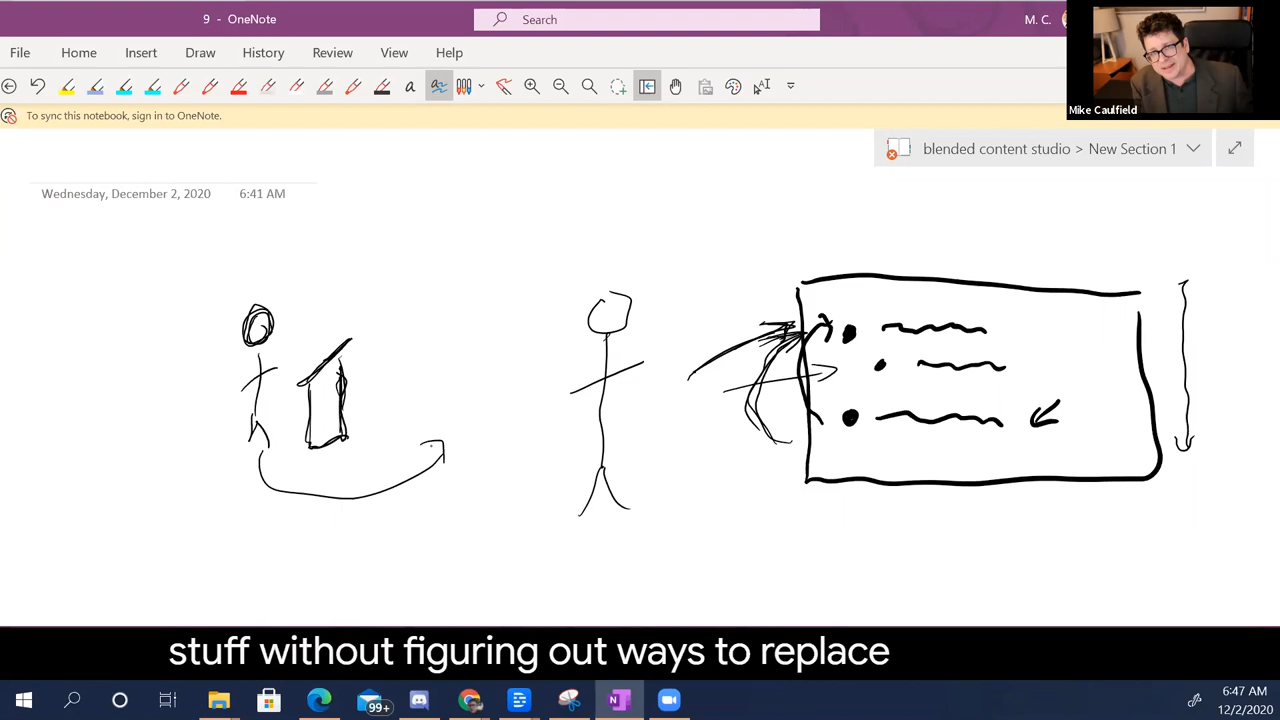 9 - OneNote
Search
M. C.
File Home Insert Draw History Review View Help
To sync this notebook, sign in to OneNote.
Mike Caulfield
blended content studio > New Section 1
Wednesday, December 2, 2020 6:41 AM
stuff without figuring out ways to replace
99+
6:47 AM
12/2/2020